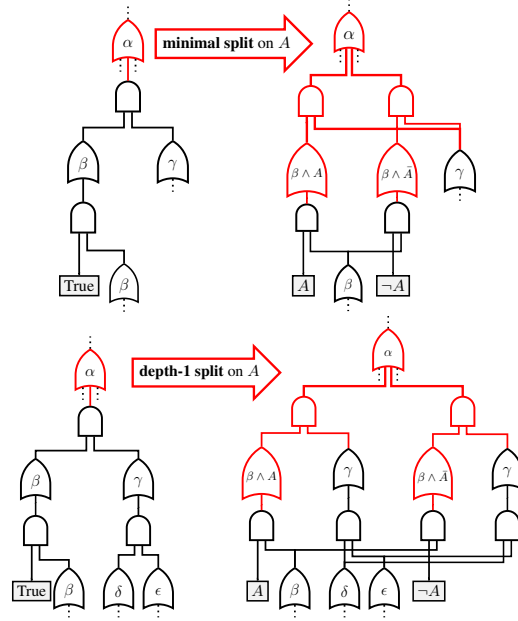 α
minimal split on A
α
β
γ
β ∧ A
β ∧ Ā
γ
True
β
A
β
¬A
α
depth-1 split on A
α
β
γ
β ∧ A
γ
β ∧ Ā
γ
True
β
δ
ϵ
A
β
δ
ϵ
¬A